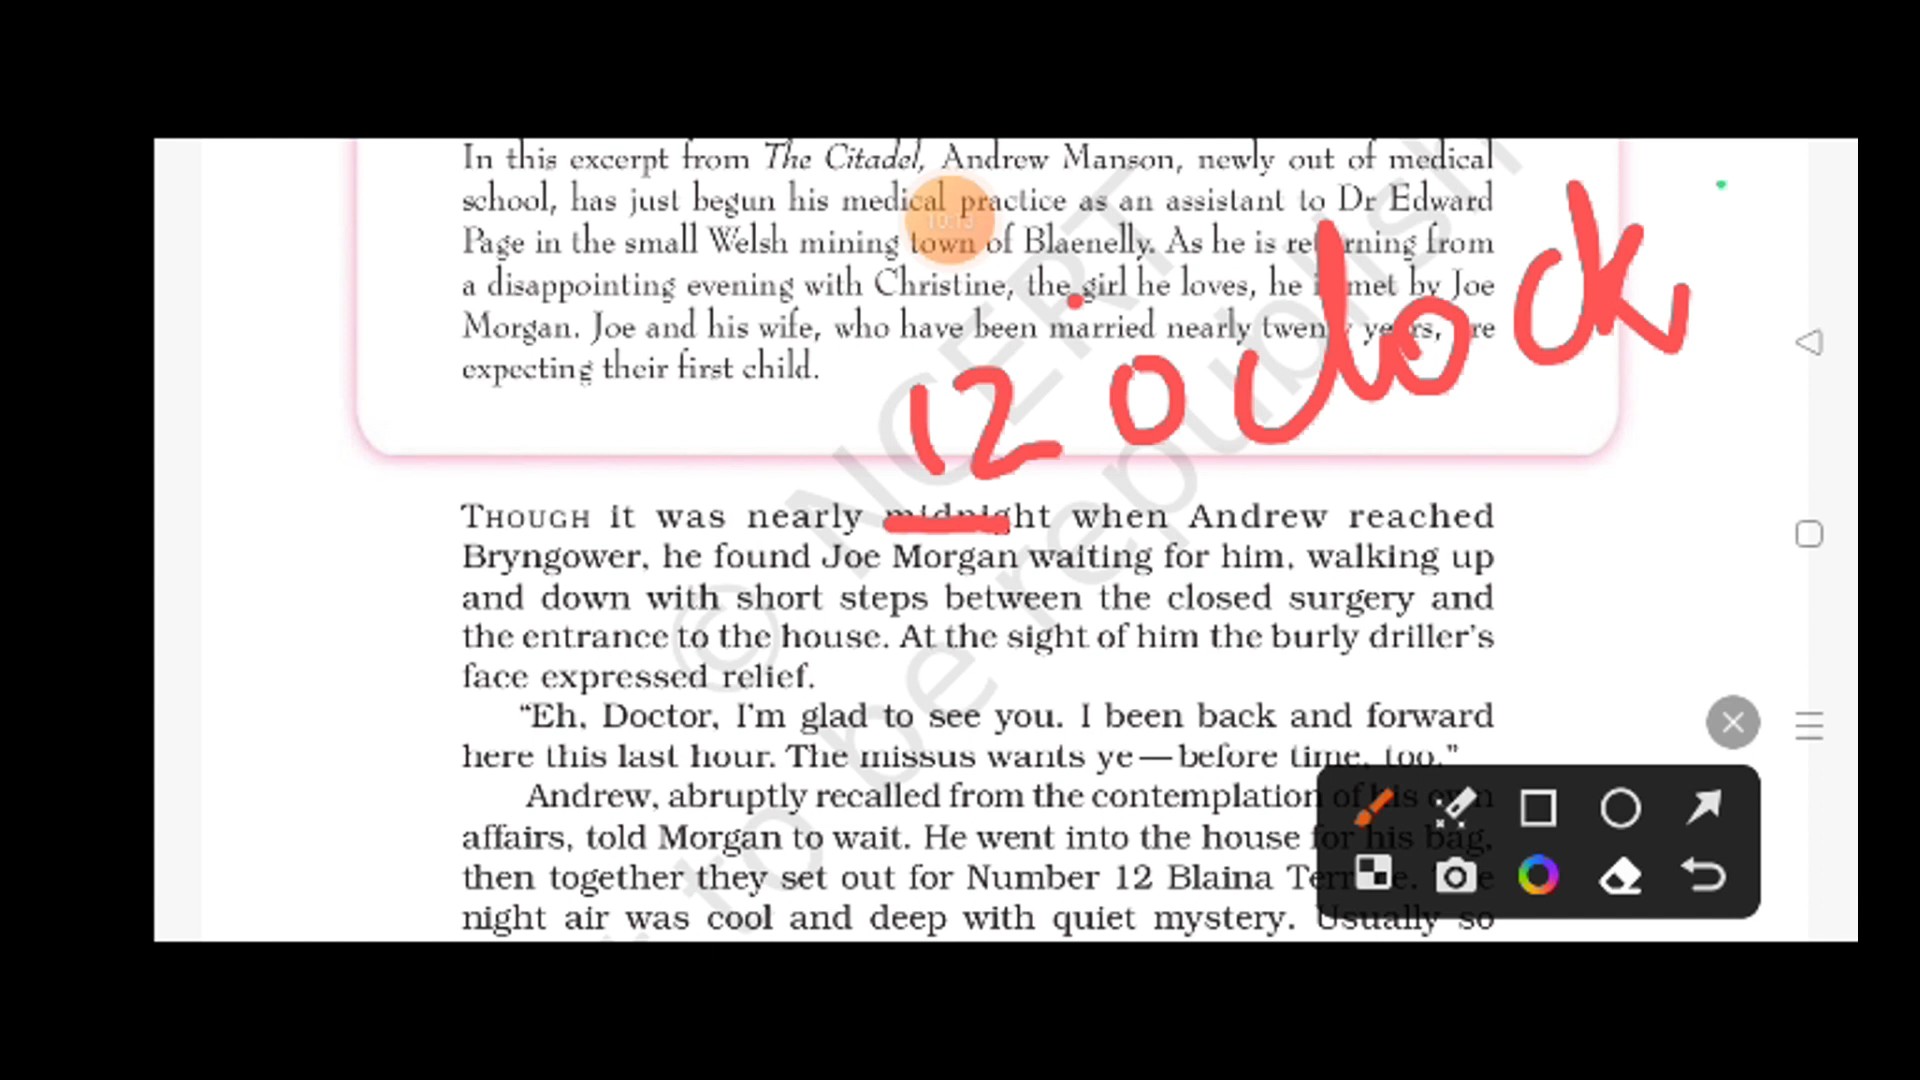 In this excerpt from The Citadel, Andrew Manson, newly out of medical
school, has just begun his medical practice as an assistant to Dr Edward
Page in the small Welsh mining town of Blaenelly. As he is returning from
a disappointing evening with Christine, the girl he loves, he is met by Joe
Morgan. Joe and his wife, who have been married nearly twenty years, are
expecting their first child.
12 o clock
THOUGH it was nearly midnight when Andrew reached
Bryngower, he found Joe Morgan waiting for him, walking up
and down with short steps between the closed surgery and
the entrance to the house. At the sight of him the burly driller's
face expressed relief.
"Eh, Doctor, I'm glad to see you. I been back and forward
here this last hour. The missus wants ye—before time, too."
Andrew, abruptly recalled from the contemplation of his own
affairs, told Morgan to wait. He went into the house for his bag,
then together they set out for Number 12 Blaina Terrace. The
night air was cool and deep with quiet mystery. Usually so
© NCERT
to be republish
10:13